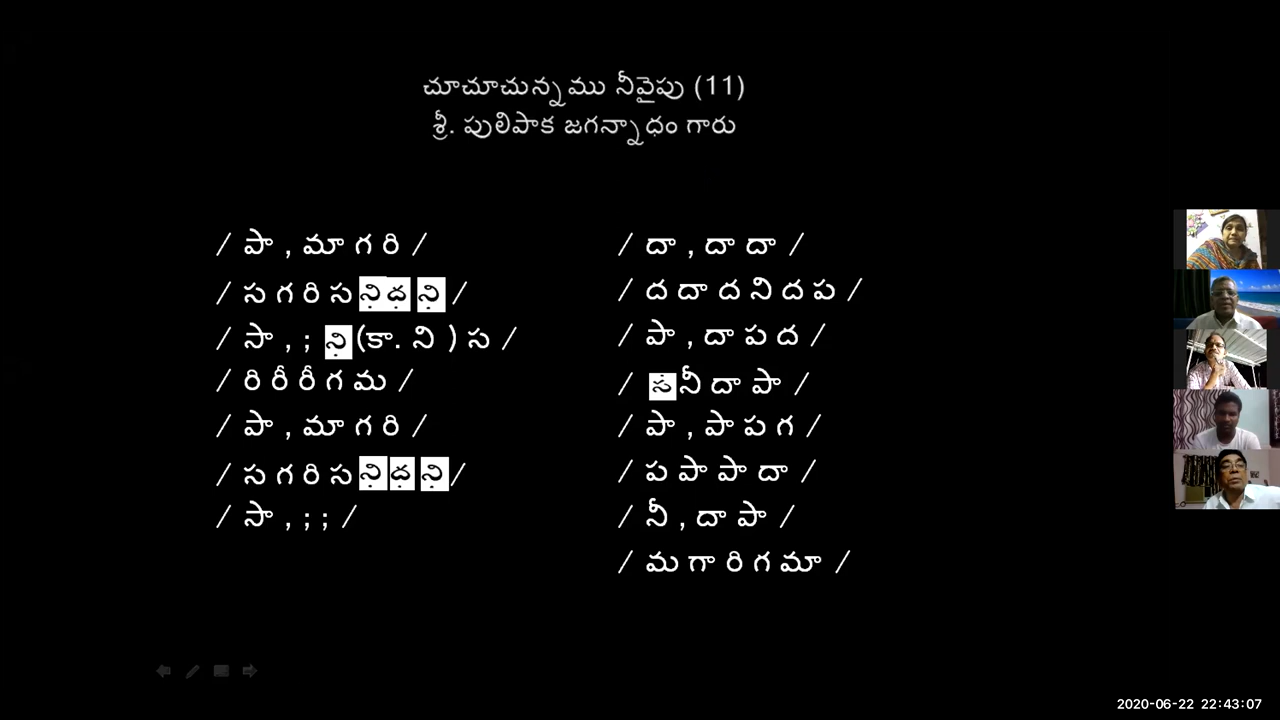 చూచూచున్నము నీవైపు (11)
శ్రీ. పులిపాక జగన్నాధం గారు
/ పా , మా గ రి /
/ స గ రి స ని ధ ని /
/ సా , ; ని (కా. ని ) స /
/ రి రీ రీ గ మ /
/ పా , మా గ రి /
/ స గ రి స ని ధ ని /
/ సా , ; ; /
/ దా , దా దా /
/ ద దా ద ని ద ప /
/ పా , దా ప ద /
/ స నీ దా పా /
/ పా , పా ప గ /
/ ప పా పా దా /
/ నీ , దా పా /
/ మ గా రి గ మా /
2020-06-22 22:43:07